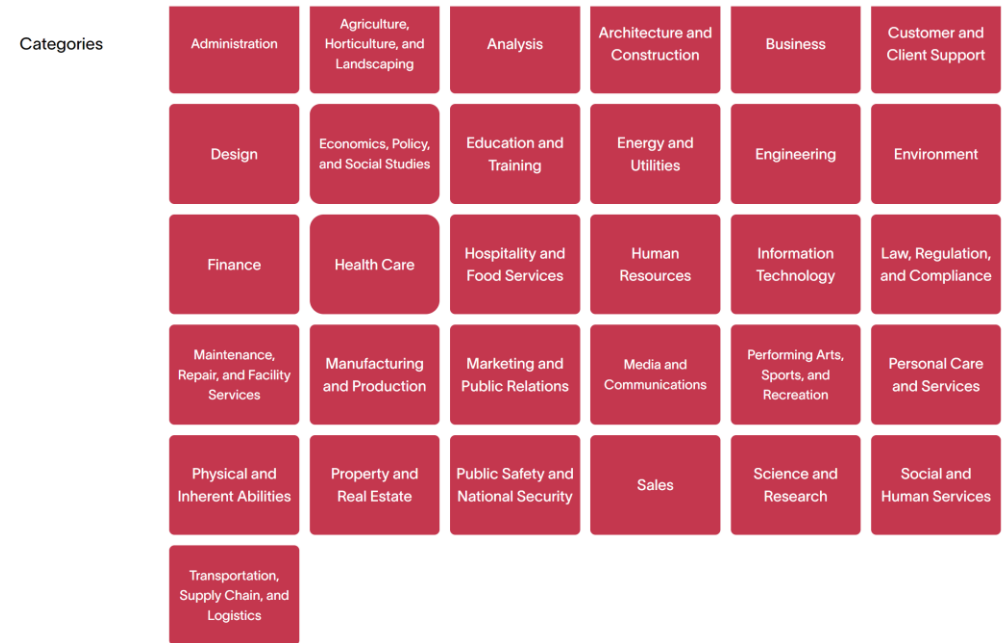 Categories
Administration
Agriculture,
Horticulture, and
Landscaping
Analysis
Architecture and
Construction
Business
Customer and
Client Support
Design
Economics, Policy,
and Social Studies
Education and
Training
Energy and
Utilities
Engineering
Environment
Finance
Health Care
Hospitality and
Food Services
Human
Resources
Information
Technology
Law, Regulation,
and Compliance
Maintenance,
Repair, and Facility
Services
Manufacturing
and Production
Marketing and
Public Relations
Media and
Communications
Performing Arts,
Sports, and
Recreation
Personal Care
and Services
Physical and
Inherent Abilities
Property and
Real Estate
Public Safety and
National Security
Sales
Science and
Research
Social and
Human Services
Transportation,
Supply Chain, and
Logistics